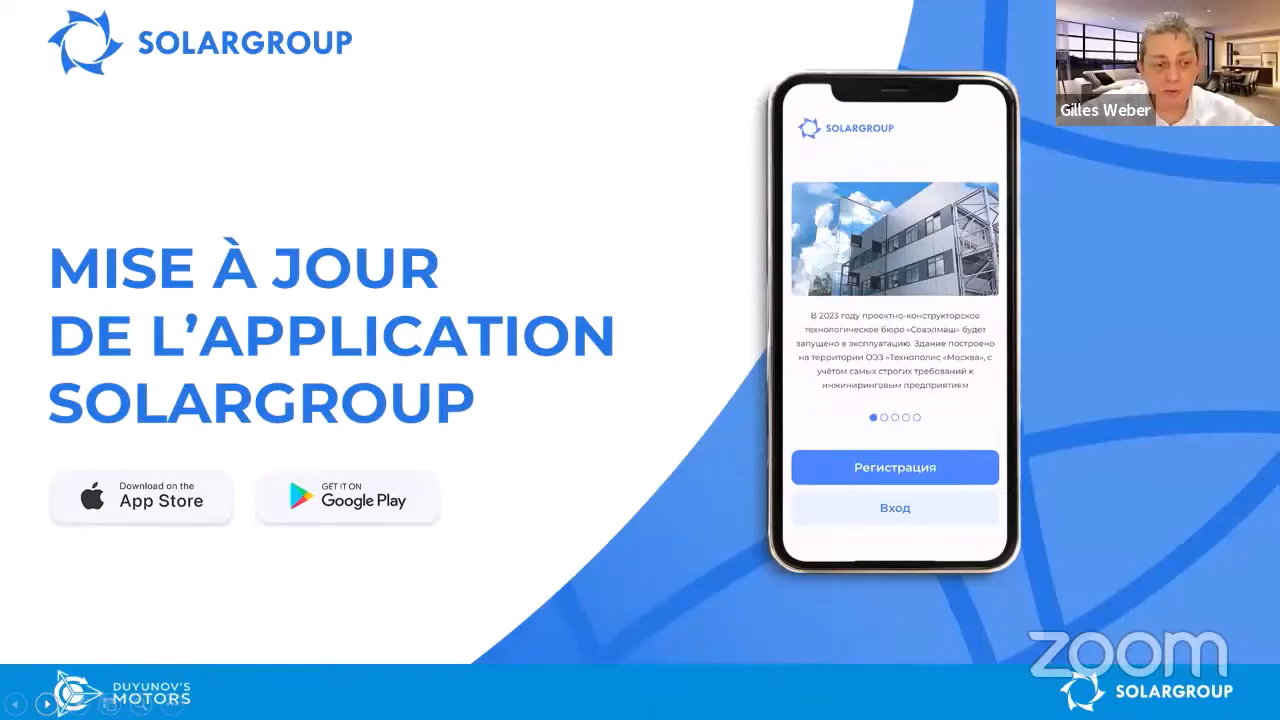 SOLARGROUP
Gilles Weber
SOLARGROUP
MISE À JOUR
DE L’APPLICATION
SOLARGROUP
Download on the
App Store
GET IT ON
Google Play
В 2023 году проектно-конструкторское
технологическое бюро «Совэлмаш» будет
запущено в эксплуатацию. Здание построено
на территории ОЭЗ «Технополис «Москва», с
учётом самых строгих требований к
инжиниринговым предприятиям
Регистрация
Вход
zoom
DUYUNOV'S
MOTORS
SOLARGROUP